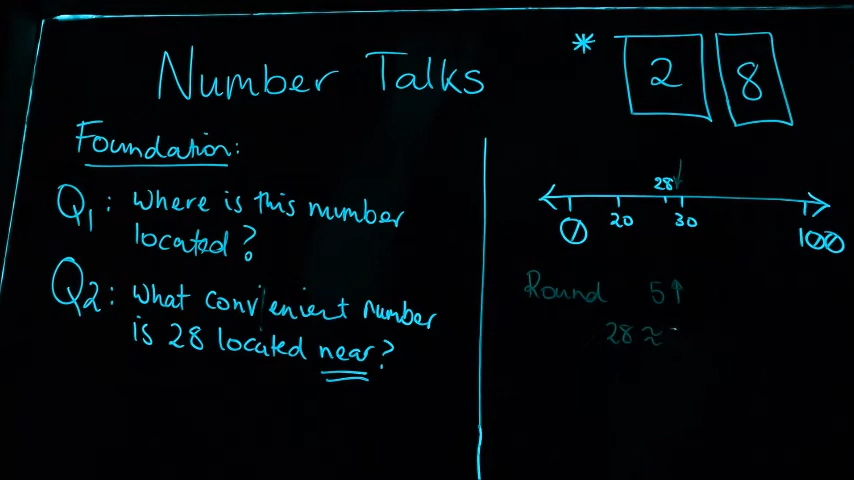 Number Talks
Foundation:
Q1: Where is this number
located?
Q2: What convenient number
is 28 located near?
* 2 8
28
0 20 30 100
Round 5↑
28 ≈